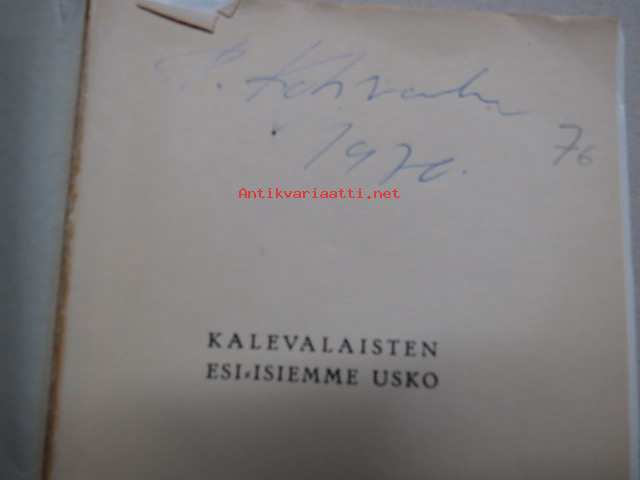 1970.
76
Antikvariaatti.net
KALEVALAISTEN
ESI-ISIEMME USKO